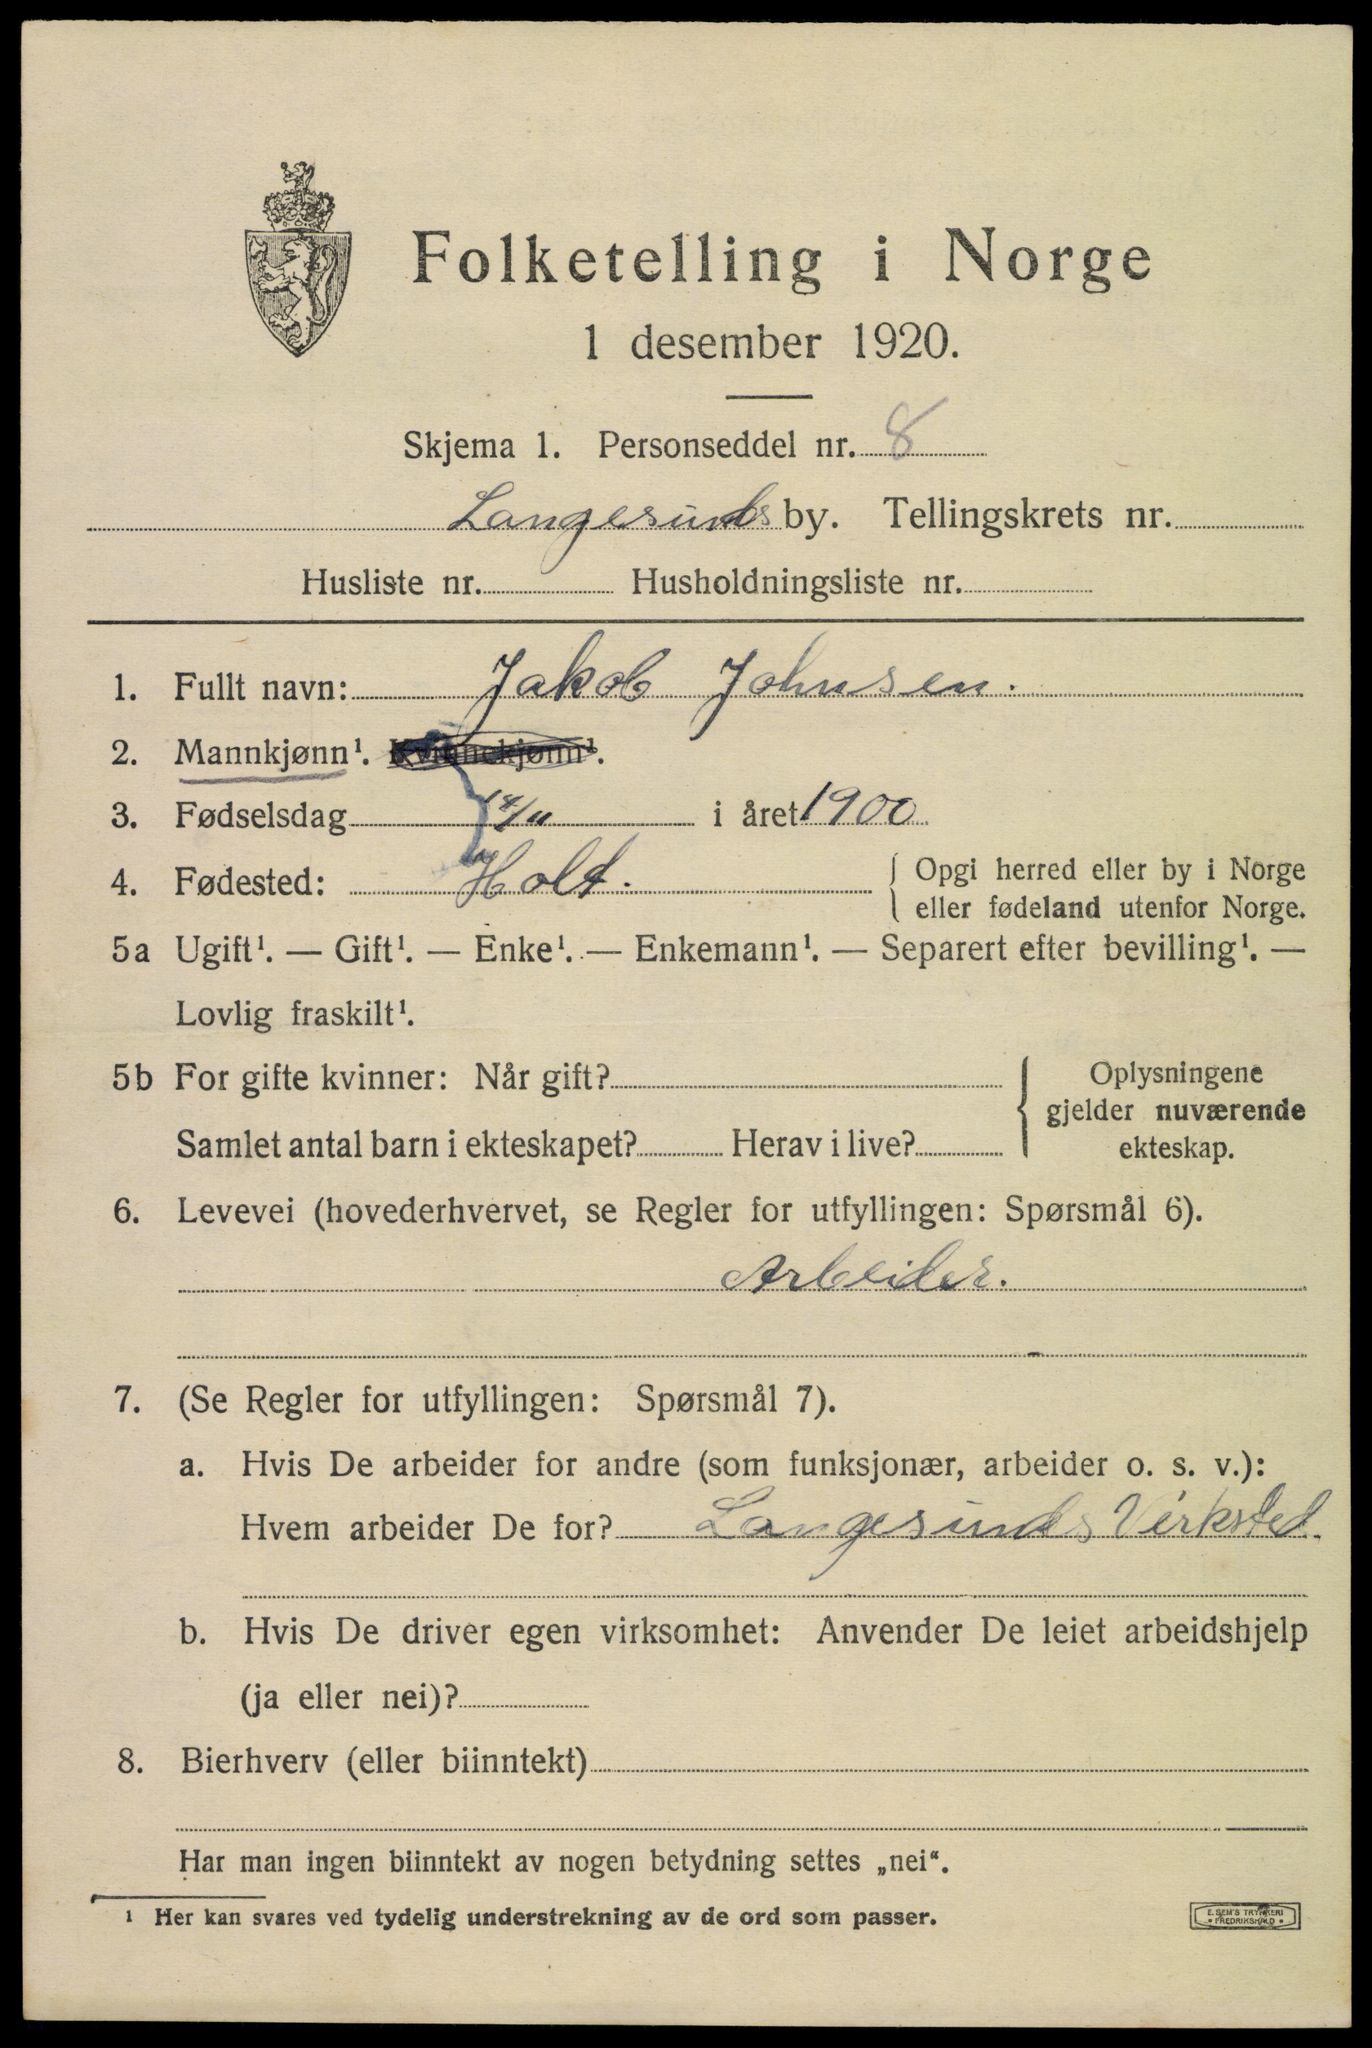 Folketelling i Norge
1 desember 1920.
Skjema 1. Personseddel nr. 8
Langesunds by. Tellingskrets nr.
Husliste nr. Husholdningsliste nr.
1. Fullt navn: Jakob Johnsen.
2. Mannkjønn¹. Kvinnekjønn¹.
3. Fødselsdag 14/11 i året 1900
4. Fødested: Holt. { Opgi herred eller by i Norge
eller fødeland utenfor Norge.
5a Ugift¹. — Gift¹. — Enke¹. — Enkemann¹. — Separert efter bevilling¹. —
Lovlig fraskilt¹.
5b For gifte kvinner: Når gift? { Oplysningene
gjelder nuværende
Samlet antal barn i ekteskapet? Herav i live? ekteskap.
6. Levevei (hovederhvervet, se Regler for utfyllingen: Spørsmål 6).
Arbeider.
7. (Se Regler for utfyllingen: Spørsmål 7).
a. Hvis De arbeider for andre (som funksjonær, arbeider o. s. v.):
Hvem arbeider De for? Langesunds Virksted.
b. Hvis De driver egen virksomhet: Anvender De leiet arbeidshjelp
(ja eller nei)?
8. Bierhverv (eller biinntekt)
Har man ingen biinntekt av nogen betydning settes „nei“.
¹ Her kan svares ved tydelig understrekning av de ord som passer.
E. SEM'S TRYKKERI
• FREDRIKSHALD •